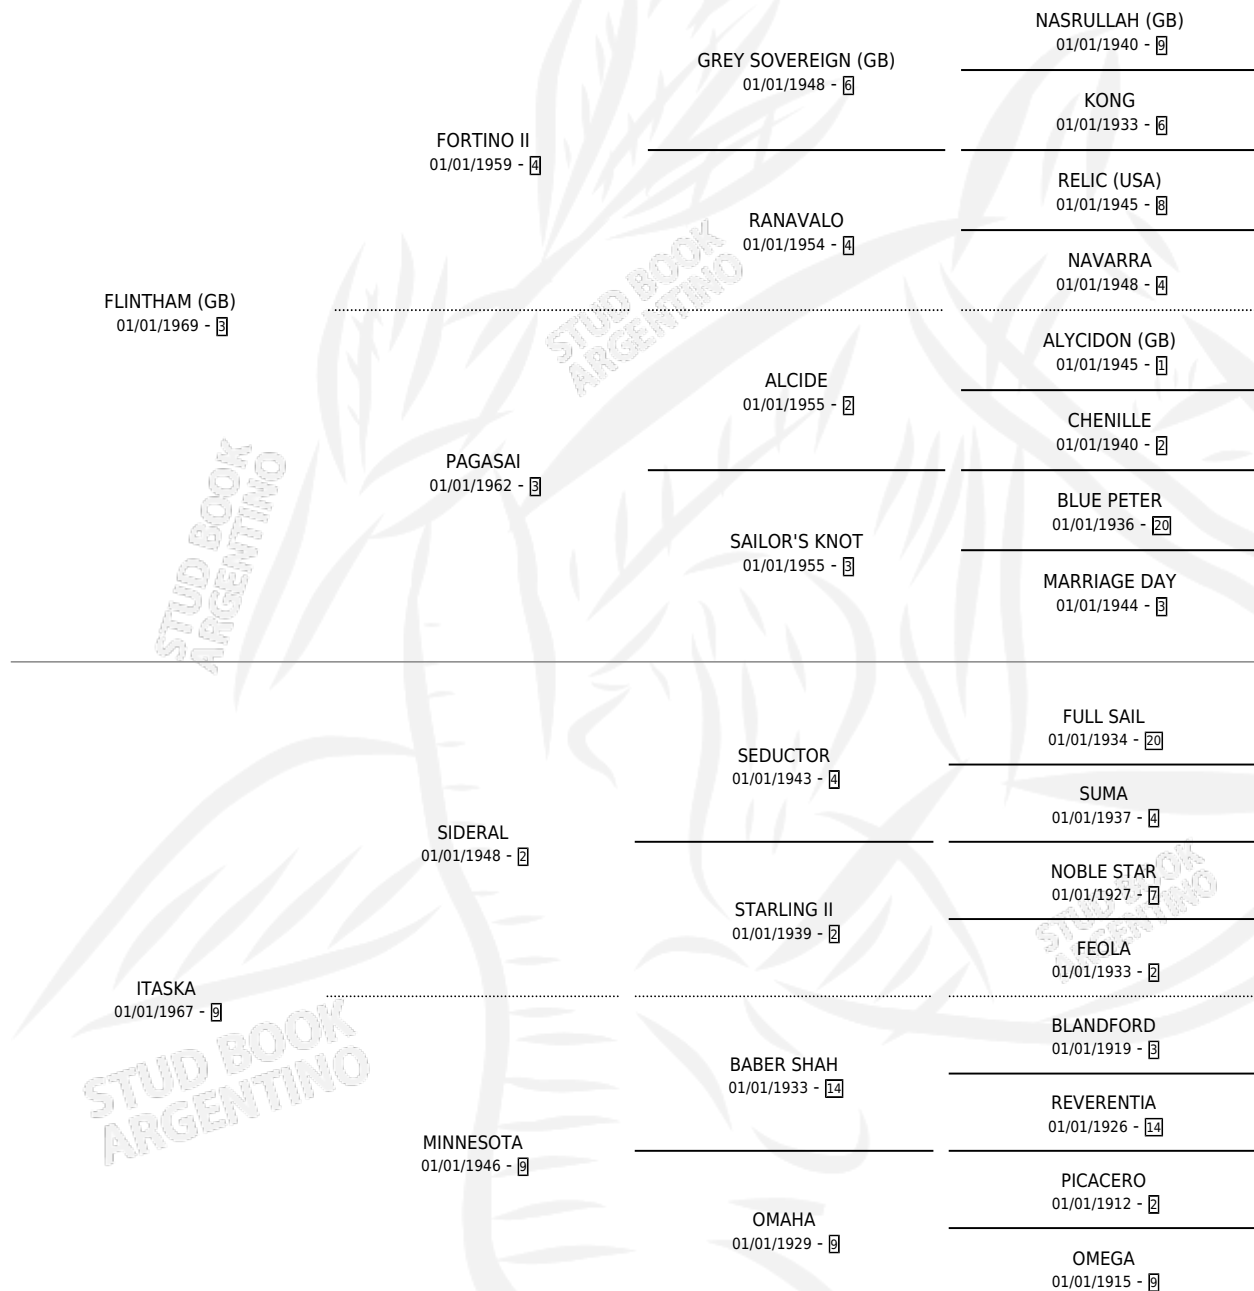 NASRULLAH (GB)
01/01/1940 - 9
GREY SOVEREIGN (GB)
01/01/1948 - 6
KONG
01/01/1933 - 6
FORTINO II
01/01/1959 - 4
RELIC (USA)
01/01/1945 - 8
RANAVALO
01/01/1954 - 4
NAVARRA
01/01/1948 - 4
FLINTHAM (GB)
01/01/1969 - 3
ALYCIDON (GB)
01/01/1945 - 1
ALCIDE
01/01/1955 - 2
CHENILLE
01/01/1940 - 2
PAGASAI
01/01/1962 - 3
BLUE PETER
01/01/1936 - 20
SAILOR'S KNOT
01/01/1955 - 3
MARRIAGE DAY
01/01/1944 - 3
FULL SAIL
01/01/1934 - 20
SEDUCTOR
01/01/1943 - 4
SUMA
01/01/1937 - 4
SIDERAL
01/01/1948 - 2
NOBLE STAR
01/01/1927 - 7
STARLING II
01/01/1939 - 2
FEOLA
01/01/1933 - 2
ITASKA
01/01/1967 - 9
BLANDFORD
01/01/1919 - 3
BABER SHAH
01/01/1933 - 14
REVERENTIA
01/01/1926 - 14
MINNESOTA
01/01/1946 - 9
PICACERO
01/01/1912 - 2
OMAHA
01/01/1929 - 9
OMEGA
01/01/1915 - 9
STUD BOOK
ARGENTINO
STUD BOOK
ARGENTINO
STUD BOOK
ARGENTINO
STUD BOOK
ARGENTINO